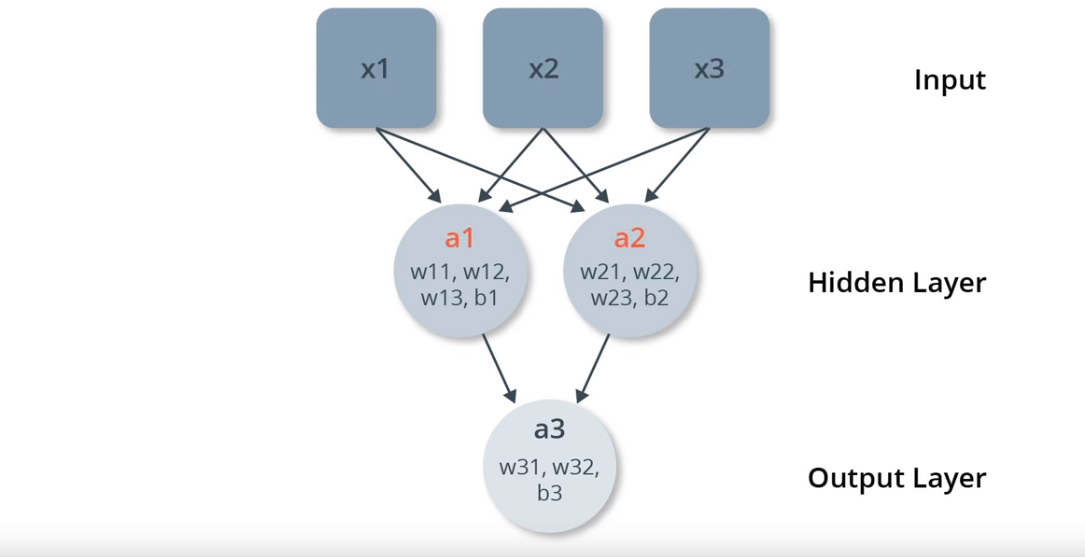 x1
x2
x3
Input
a1
w11, w12,
w13, b1
a2
w21, w22,
w23, b2
Hidden Layer
a3
w31, w32,
b3
Output Layer